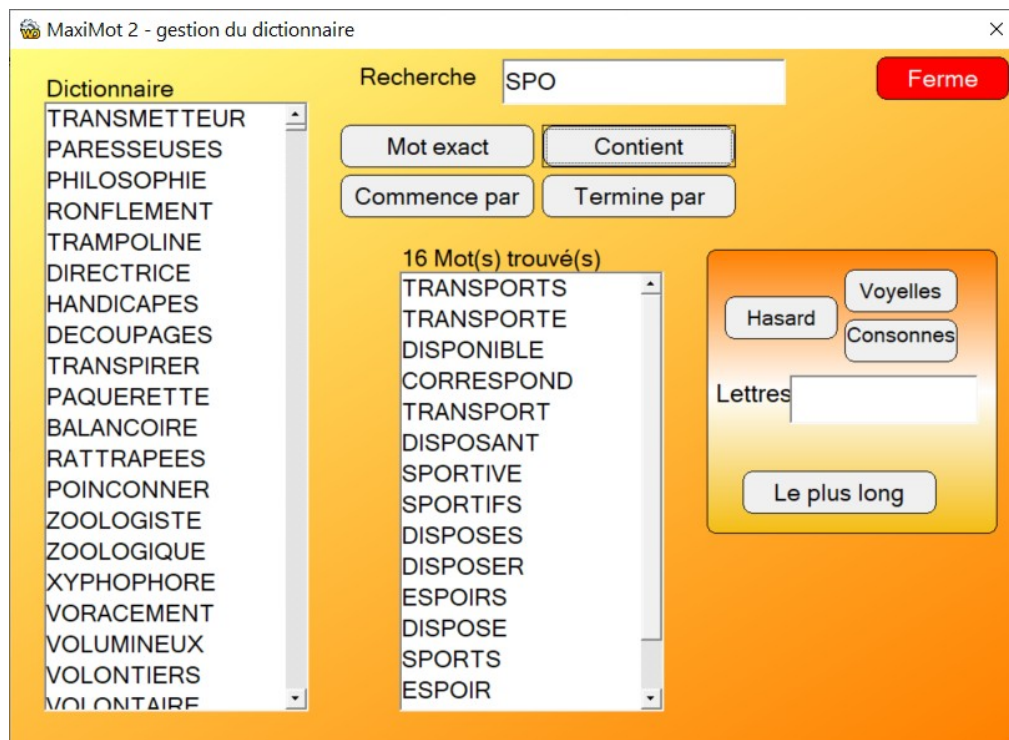 MaxiMot 2 - gestion du dictionnaire
Recherche
SPO
Ferme
Dictionnaire
TRANSMETTEUR
PARESSEUSES
PHILOSOPHIE
RONFLEMENT
TRAMPOLINE
DIRECTRICE
HANDICAPES
DECOUPAGES
TRANSPIRER
PAQUERETTE
BALANCOIRE
RATTRAPEES
POINCONNER
ZOOLOGISTE
ZOOLOGIQUE
XYPHOPHORE
VORACEMENT
VOLUMINEUX
VOLONTIERS
VOLONTAIRE
Mot exact
Contient
Commence par
Termine par
16 Mot(s) trouvé(s)
TRANSPORTS
TRANSPORTE
DISPONIBLE
CORRESPOND
TRANSPORT
DISPOSANT
SPORTIVE
SPORTIFS
DISPOSES
DISPOSER
ESPOIRS
DISPOSE
SPORTS
ESPOIR
Hasard
Voyelles
Consonnes
Lettres
Le plus long